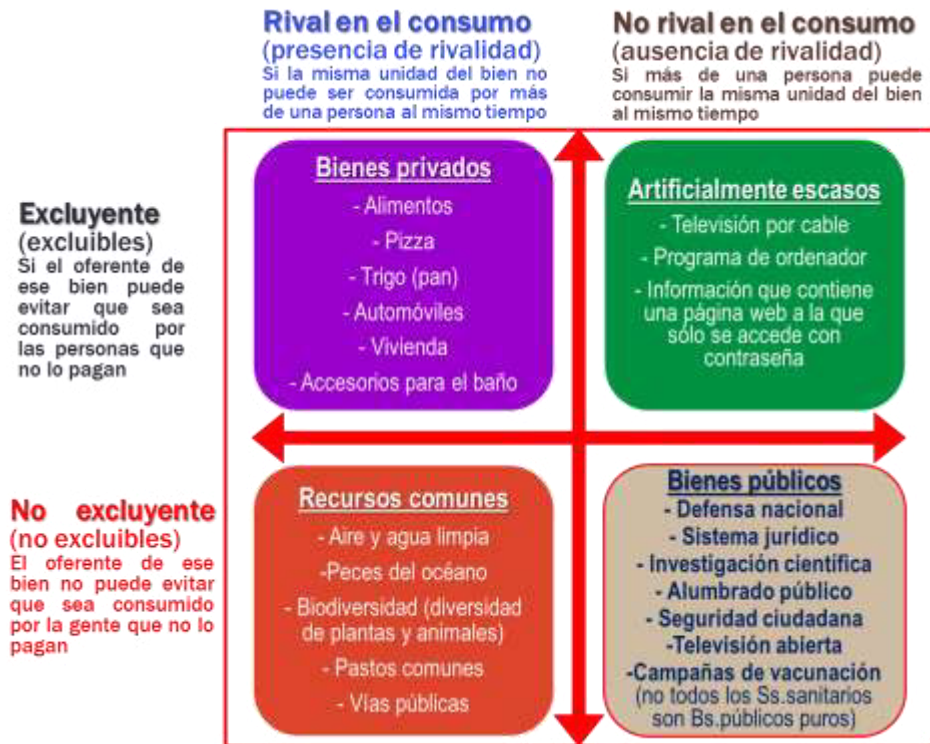 Rival en el consumo
(presencia de rivalidad)
Si la misma unidad del bien no
puede ser consumida por más
de una persona al mismo tiempo
No rival en el consumo
(ausencia de rivalidad)
Si más de una persona puede
consumir la misma unidad del bien
al mismo tiempo
Excluyente
(excluibles)
Si el oferente de
ese bien puede
evitar que sea
consumido por
las personas que
no lo pagan
Bienes privados
- Alimentos
- Pizza
- Trigo (pan)
- Automóviles
- Vivienda
- Accesorios para el baño
Artificialmente escasos
- Televisión por cable
- Programa de ordenador
- Información que contiene
una página web a la que
sólo se accede con
contraseña
No excluyente
(no excluibles)
El oferente de ese
bien no puede evitar
que sea consumido
por la gente que no lo
pagan
Recursos comunes
- Aire y agua limpia
-Peces del océano
- Biodiversidad (diversidad
de plantas y animales)
- Pastos comunes
- Vías públicas
Bienes públicos
- Defensa nacional
- Sistema jurídico
- Investigación científica
- Alumbrado público
- Seguridad ciudadana
-Televisión abierta
-Campañas de vacunación
(no todos los Ss.sanitarios
son Bs.públicos puros)